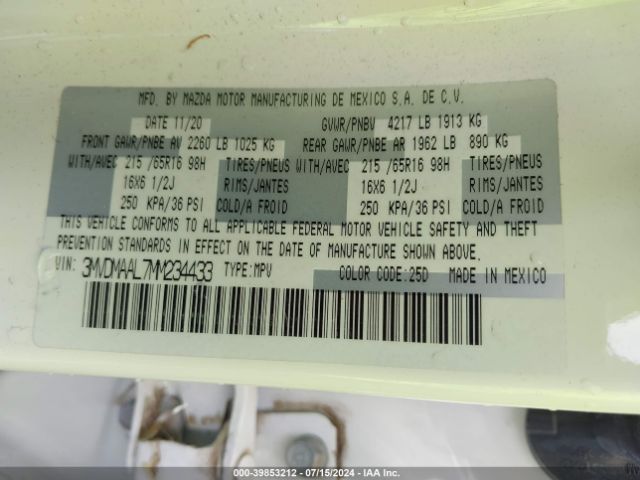 MFD. BY MAZDA MOTOR MANUFACTURING DE MEXICO S.A. DE C.V.
DATE 11/20 GVWR/PNBV 4217 LB 1913 KG
FRONT GAWR/PNBE AV 2260 LB 1025 KG REAR GAWR/PNBE AR 1962 LB 890 KG
WITH/AVEC 215 /65R16 98H TIRES/PNEUS WITH/AVEC 215 /65R16 98H TIRES/PNEUS
16X6 1/2J RIMS/JANTES 16X6 1/2J RIMS/JANTES
250 KPA/36 PSI COLD/A FROID 250 KPA/36 PSI COLD/A FROID
THIS VEHICLE CONFORMS TO ALL APPLICABLE FEDERAL MOTOR VEHICLE SAFETY AND THEFT
PREVENTION STANDARDS IN EFFECT ON THE DATE OF MANUFACTURE SHOWN ABOVE.
VIN: 3MVDMAAL7MM234433 TYPE:MPV COLOR CODE:25D MADE IN MEXICO
000-39853212 - 07/15/2024 - IAA Inc.